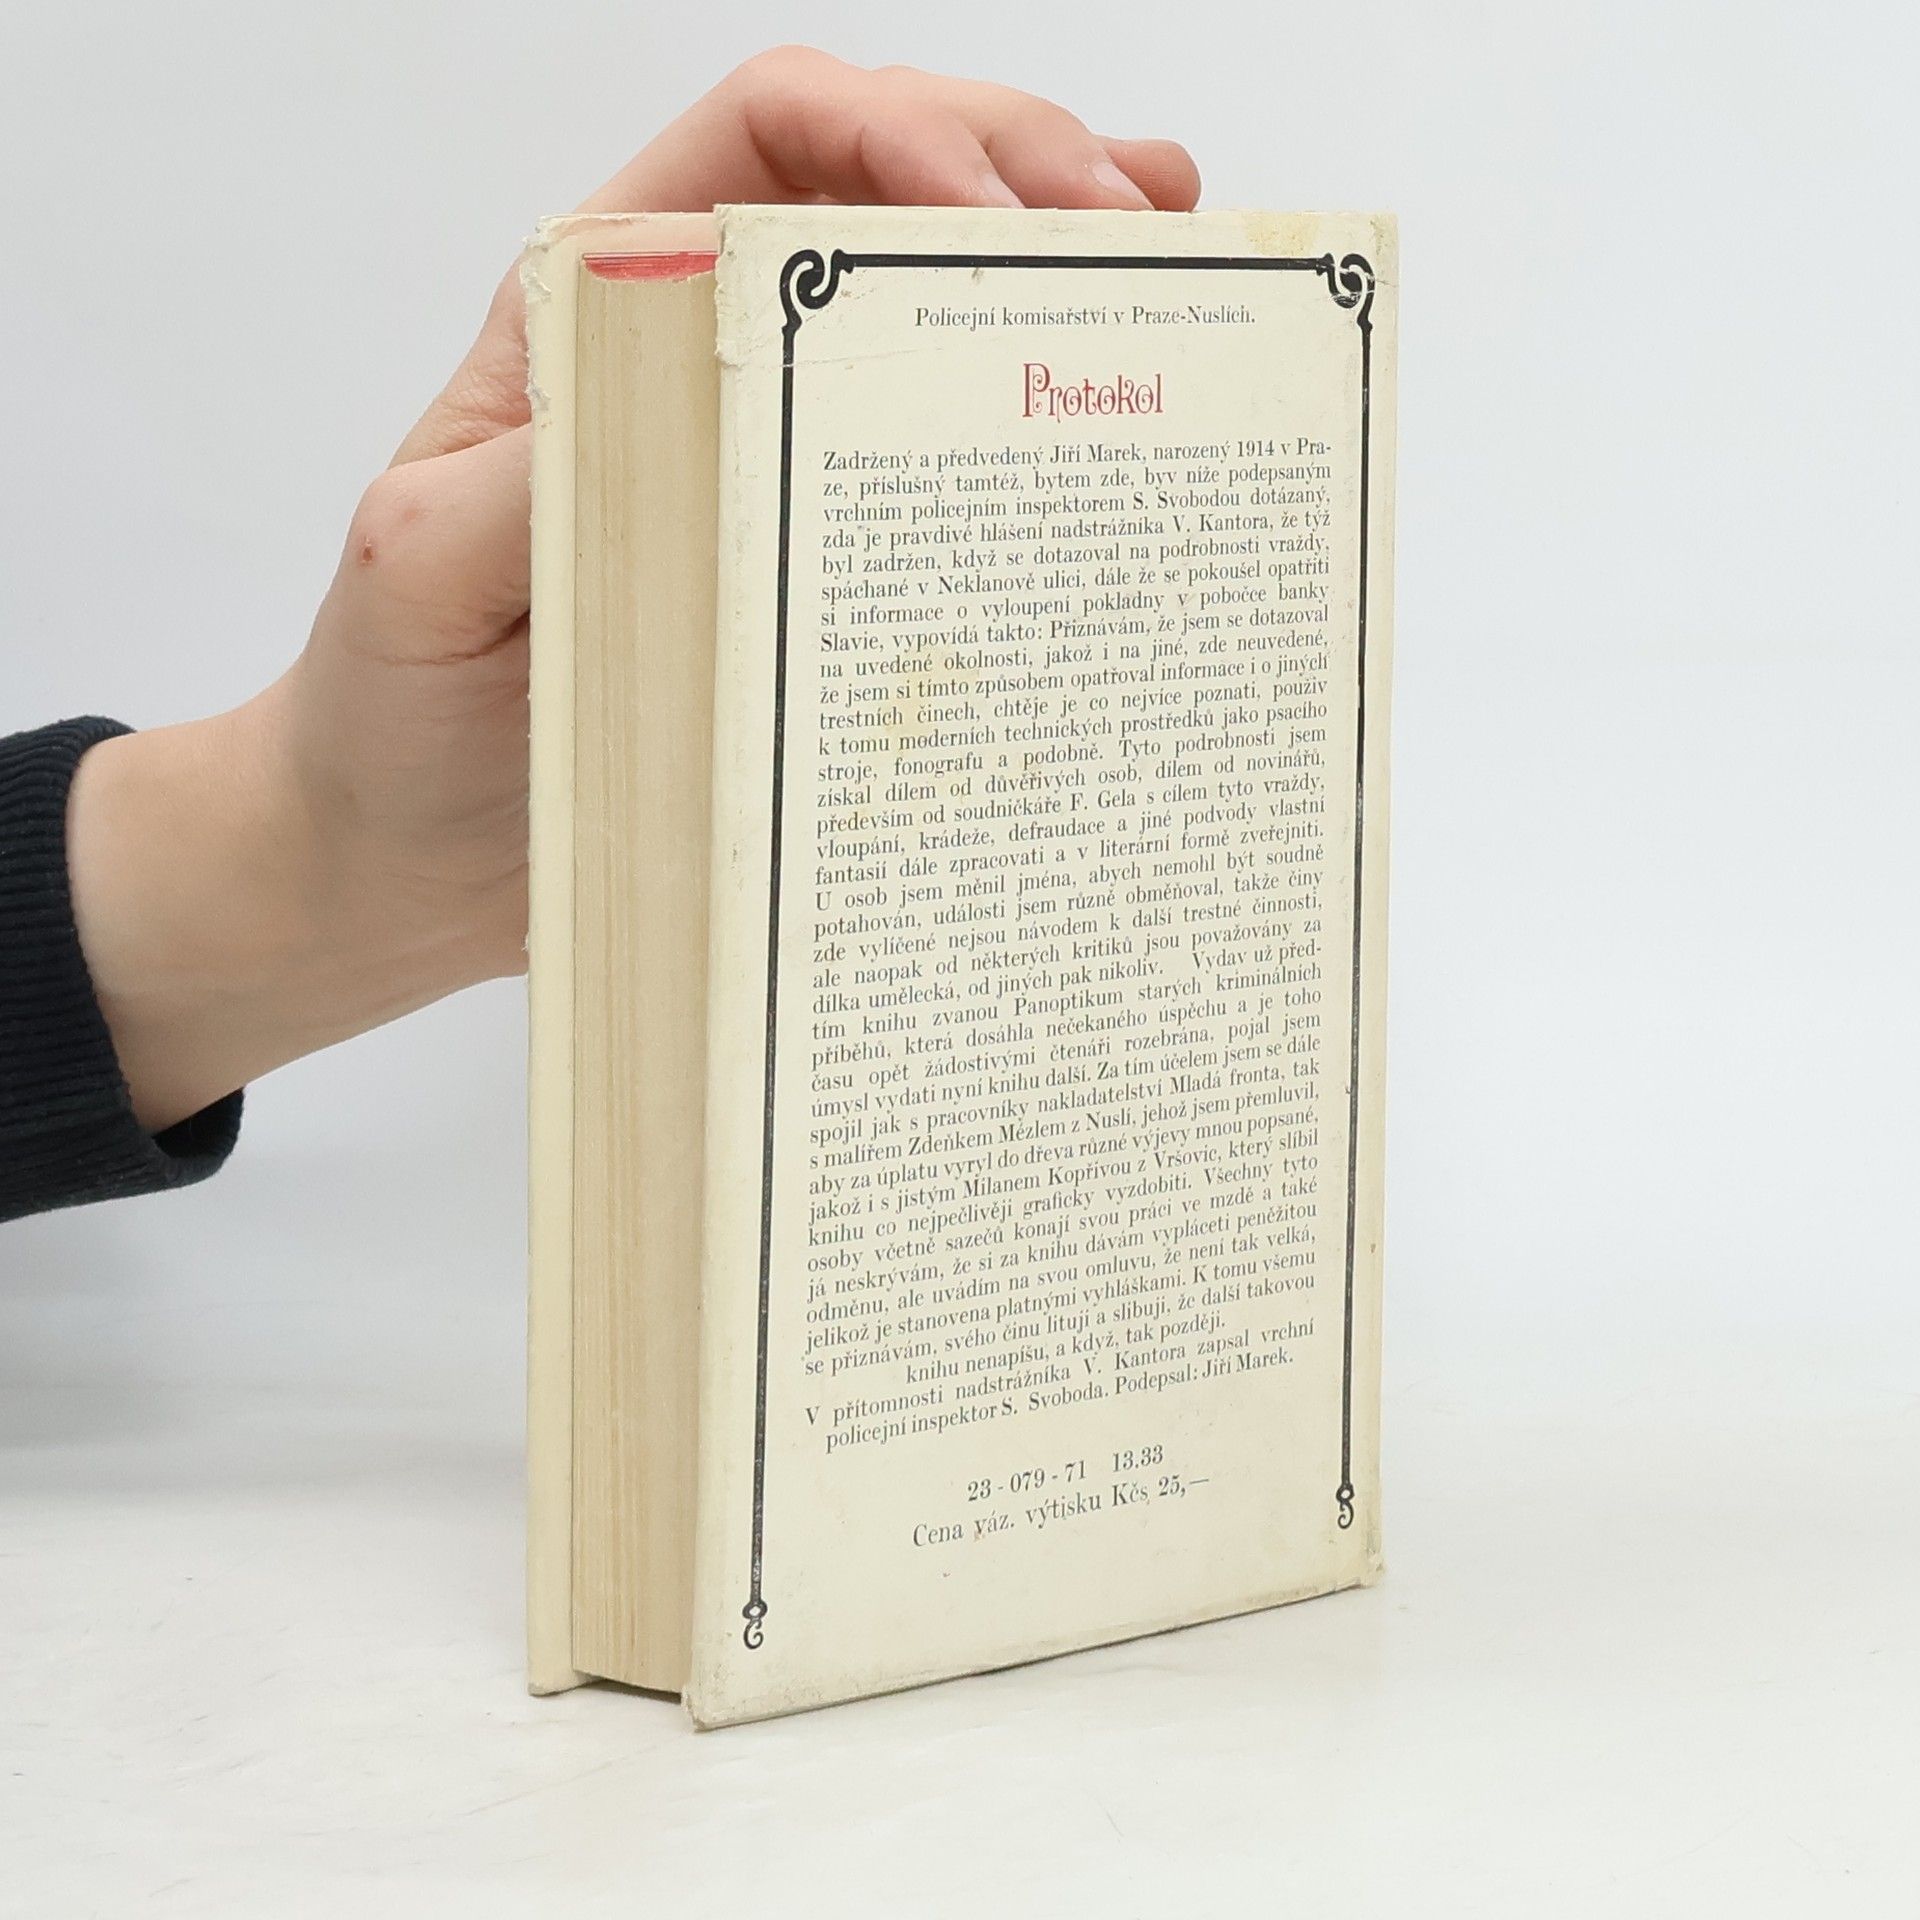 Policejní komisařství v Praze-Nuslích.
Protokol
Zadržený a předvedený Jiří Marek, narozený 1914 v Pra-
ze, příslušný tamtéž, bytem zde, byv níže podepsaným
vrchním policejním inspektorem S. Svobodou dotázaný,
zda je pravdivé hlášení nadstrážníka V. Kantora, že týž
byl zadržen, když se dotazoval na podrobnosti vraždy,
spáchané v Neklanově ulici, dále že se pokoušel opatřiti
si informace o vyloupení pokladny v pobočce banky
Slavie, vypovídá takto: Přiznávám, že jsem se dotazoval
na uvedené okolnosti, jakož i na jiné, zde neuvedené,
že jsem si tímto způsobem opatřoval informace i o jiných
trestních činech, chtěje je co nejvíce poznati, použiv
k tomu moderních technických prostředků jako psacího
stroje, fonografu a podobně. Tyto podrobnosti jsem
získal dílem od důvěřivých osob, dílem od novinářů,
především od soudničkáře F. Gela s cílem tyto vraždy,
vloupání, krádeže, defraudace a jiné podvody vlastní
fantasií dále zpracovati a v literární formě zveřejniti.
U osob jsem měnil jména, abych nemohl být soudně
potahován, události jsem různě obměňoval, takže činy
zde vylíčené nejsou návodem k další trestné činnosti,
ale naopak od některých kritiků jsou považovány za
dílka umělecká, od jiných pak nikoliv. Vydav už před-
tím knihu zvanou Panoptikum starých kriminálních
příběhů, která dosáhla nečekaného úspěchu a je toho
času opět žádostivými čtenáři rozebrána, pojal jsem
úmysl vydati nyní knihu další. Za tím účelem jsem se dále
spojil jak s pracovníky nakladatelství Mladá fronta, tak
s malířem Zdeňkem Mézlem z Nuslí, jehož jsem přemluvil,
aby za úplatu vyryl do dřeva různé výjevy mnou popsané,
jakož i s jistým Milanem Kopřivou z Vršovic, který slíbil
knihu co nejpečlivěji graficky vyzdobiti. Všechny tyto
osoby včetně sazečů konají svou práci ve mzdě a také
já neskrývám, že si za knihu dávám vypláceti peněžitou
odměnu, ale uvádím na svou omluvu, že není tak velká,
jelikož je stanovena platnými vyhláškami. K tomu všemu
se přiznávám, svého činu lituji a slibuji, že další takovou
knihu nenapíšu, a když, tak později.
V přítomnosti nadstrážníka V. Kantora zapsal vrchní
policejní inspektor S. Svoboda. Podepsal: Jiří Marek.
23 - 079 - 71 13.33
Cena váz. výtisku Kčs 25,—